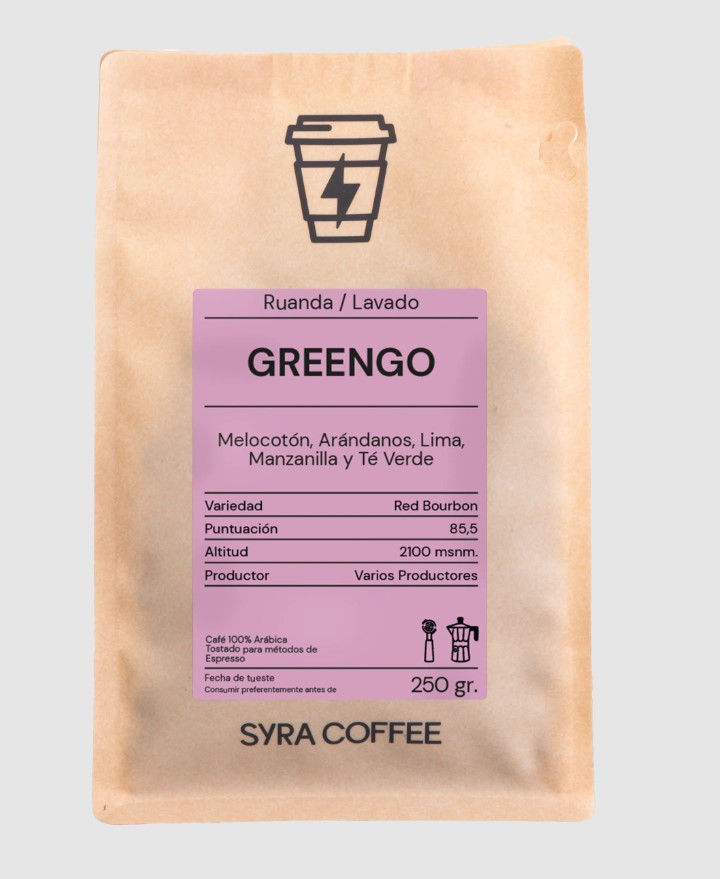 Ruanda / Lavado
GREENGO
Melocotón, Arándanos, Lima,
Manzanilla y Té Verde
Variedad Red Bourbon
Puntuación 85,5
Altitud 2100 msnm.
Productor Varios Productores
Café 100% Arábica
Tostado para métodos de
Espresso
Fecha de tueste
Consumir preferentemente antes de
250 gr.
SYRA COFFEE